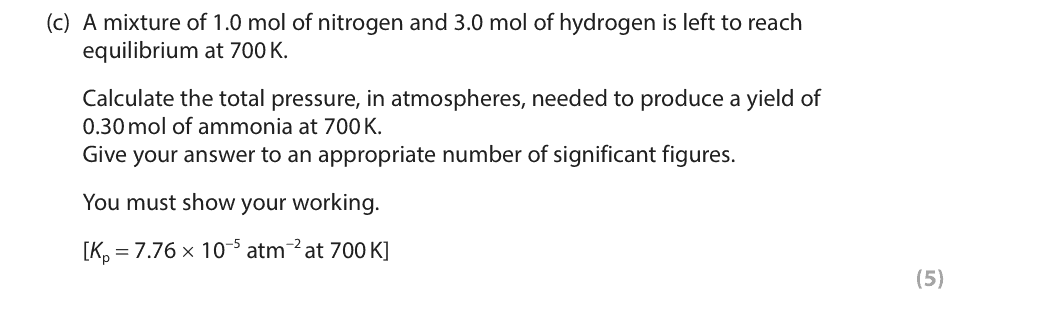 (c) A mixture of 1.0 mol of nitrogen and 3.0 mol of hydrogen is left to reach
equilibrium at 700 K.
Calculate the total pressure, in atmospheres, needed to produce a yield of
0.30 mol of ammonia at 700 K.
Give your answer to an appropriate number of significant figures.
You must show your working.
[Kₚ = 7.76 × 10⁻⁵ atm⁻² at 700 K]
(5)